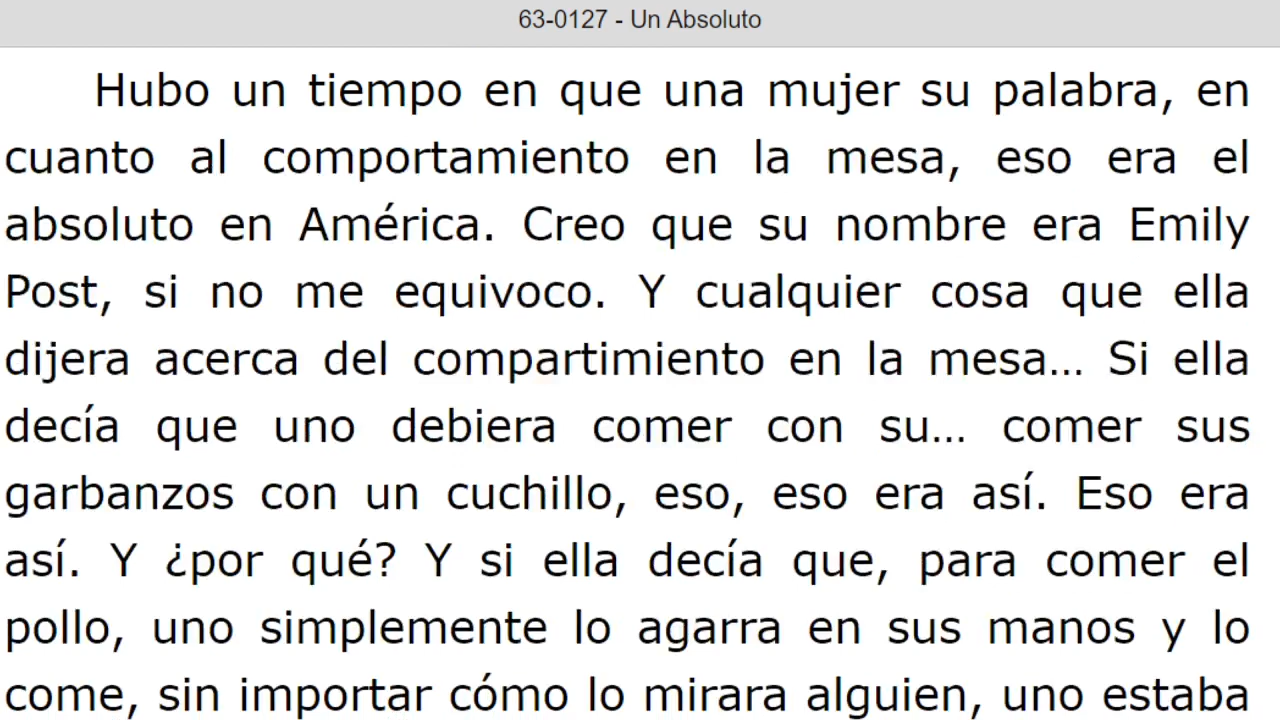 63-0127 - Un Absoluto
Hubo un tiempo en que una mujer su palabra, en
cuanto al comportamiento en la mesa, eso era el
absoluto en América. Creo que su nombre era Emily
Post, si no me equivoco. Y cualquier cosa que ella
dijera acerca del compartimiento en la mesa… Si ella
decía que uno debiera comer con su… comer sus
garbanzos con un cuchillo, eso, eso era así. Eso era
así. Y ¿por qué? Y si ella decía que, para comer el
pollo, uno simplemente lo agarra en sus manos y lo
come, sin importar cómo lo mirara alguien, uno estaba